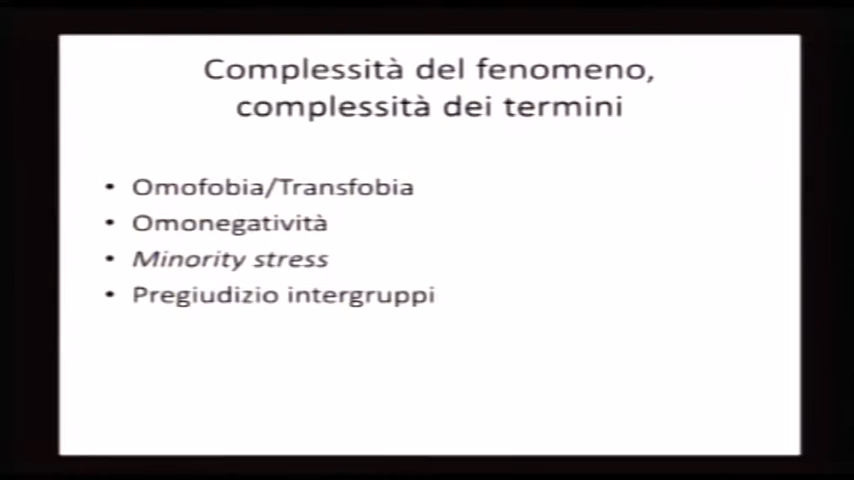 Complessità del fenomeno,
complessità dei termini
• Omofobia/Transfobia
• Omonegatività
• Minority stress
• Pregiudizio intergruppi